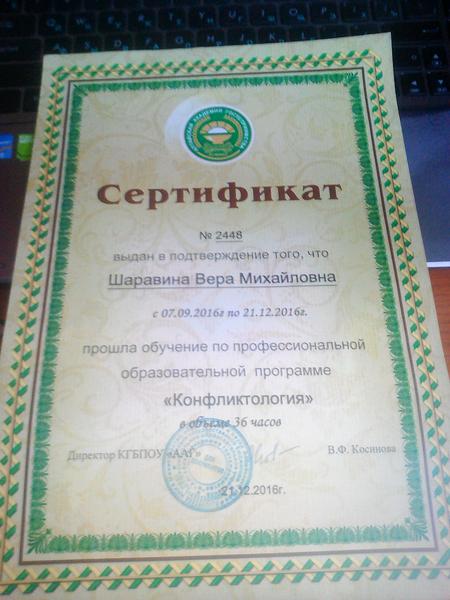 Сертификат
№ 2448
выдан в подтверждение того, что
Шаравина Вера Михайловна
с 07.09.2016г по 21.12.2016г.
прошла обучение по профессиональной
образовательной программе
«Конфликтология»
в объеме 36 часов
Директор КГБПОУ «ААГ» В.Ф. Косинова
21.12.2016г.